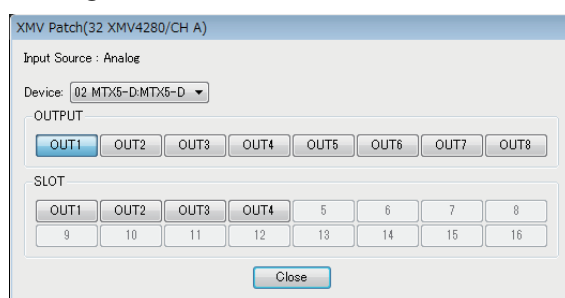 XMV Patch(32 XMV4280/CH A)
Input Source : Analog
Device: 02 MTX5-D:MTX5-D
OUTPUT
OUT1 OUT2 OUT3 OUT4 OUT5 OUT6 OUT7 OUT8
SLOT
OUT1 OUT2 OUT3 OUT4 5 6 7 8
9 10 11 12 13 14 15 16
Close